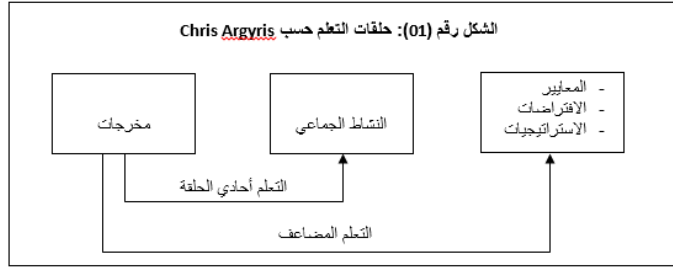 الشكل رقم (01): حلقات التعلم حسب Chris Argyris
- المعايير
- الافتراضات
- الاستراتيجيات
النشاط الجماعي
مخرجات
التعلم أحادي الحلقة
التعلم المضاعف